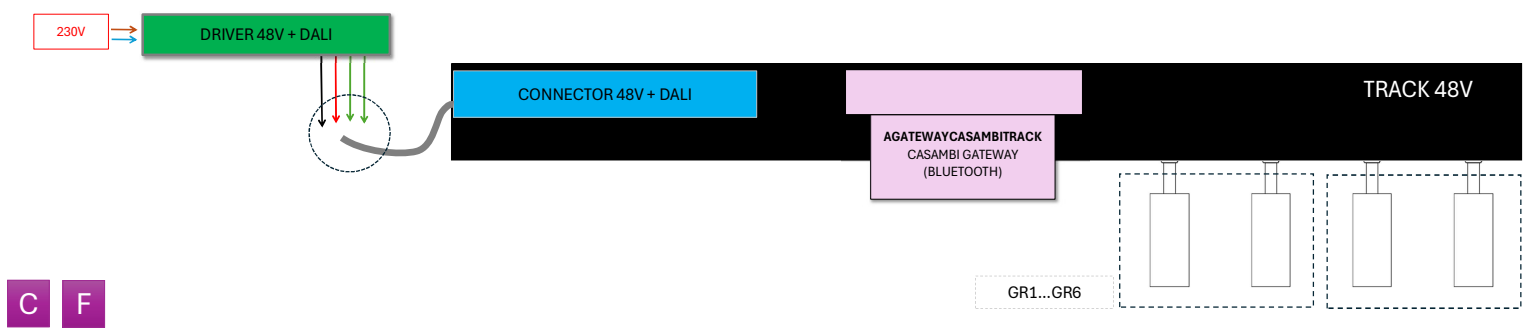 230V
DRIVER 48V + DALI
CONNECTOR 48V + DALI
TRACK 48V
AGATEWAYCASAMBITRACK
CASAMBI GATEWAY
(BLUETOOTH)
GR1...GR6
C F